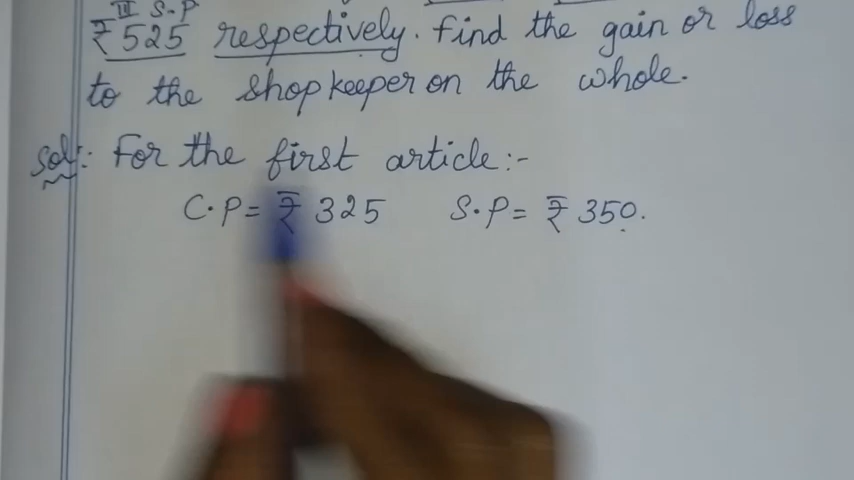 III S.P
₹ 525 respectively. Find the gain or loss
to the shopkeeper on the whole.
Sol: For the first article:-
C.P = ₹ 325 S.P = ₹ 350.